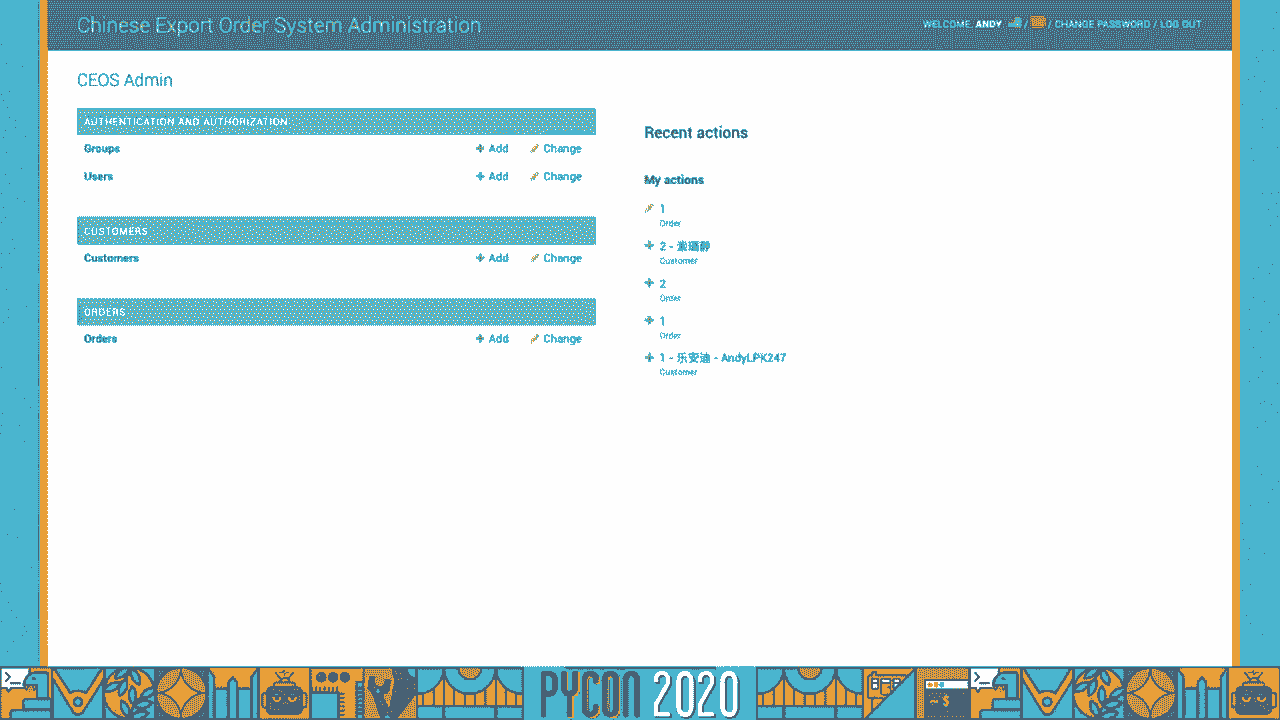 Chinese Export Order System Administration
WELCOME, ANDY / / CHANGE PASSWORD / LOG OUT
CEOS Admin
AUTHENTICATION AND AUTHORIZATION
Groups Add Change
Users Add Change
CUSTOMERS
Customers Add Change
ORDERS
Orders Add Change
Recent actions
My actions
1
Order
2 -
Customer
2
Order
1
Order
1 - 乐安迪 - AndyLPK247
Customer
PYCON 2020